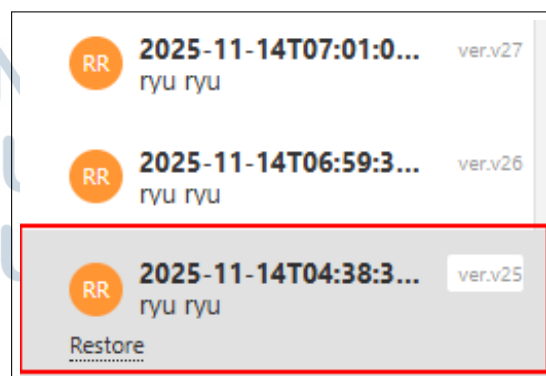 RR
2025-11-14T07:01:0...
ver.v27
ryu ryu
RR
2025-11-14T06:59:3...
ver.v26
ryu ryu
RR
2025-11-14T04:38:3...
ver.v25
ryu ryu
Restore